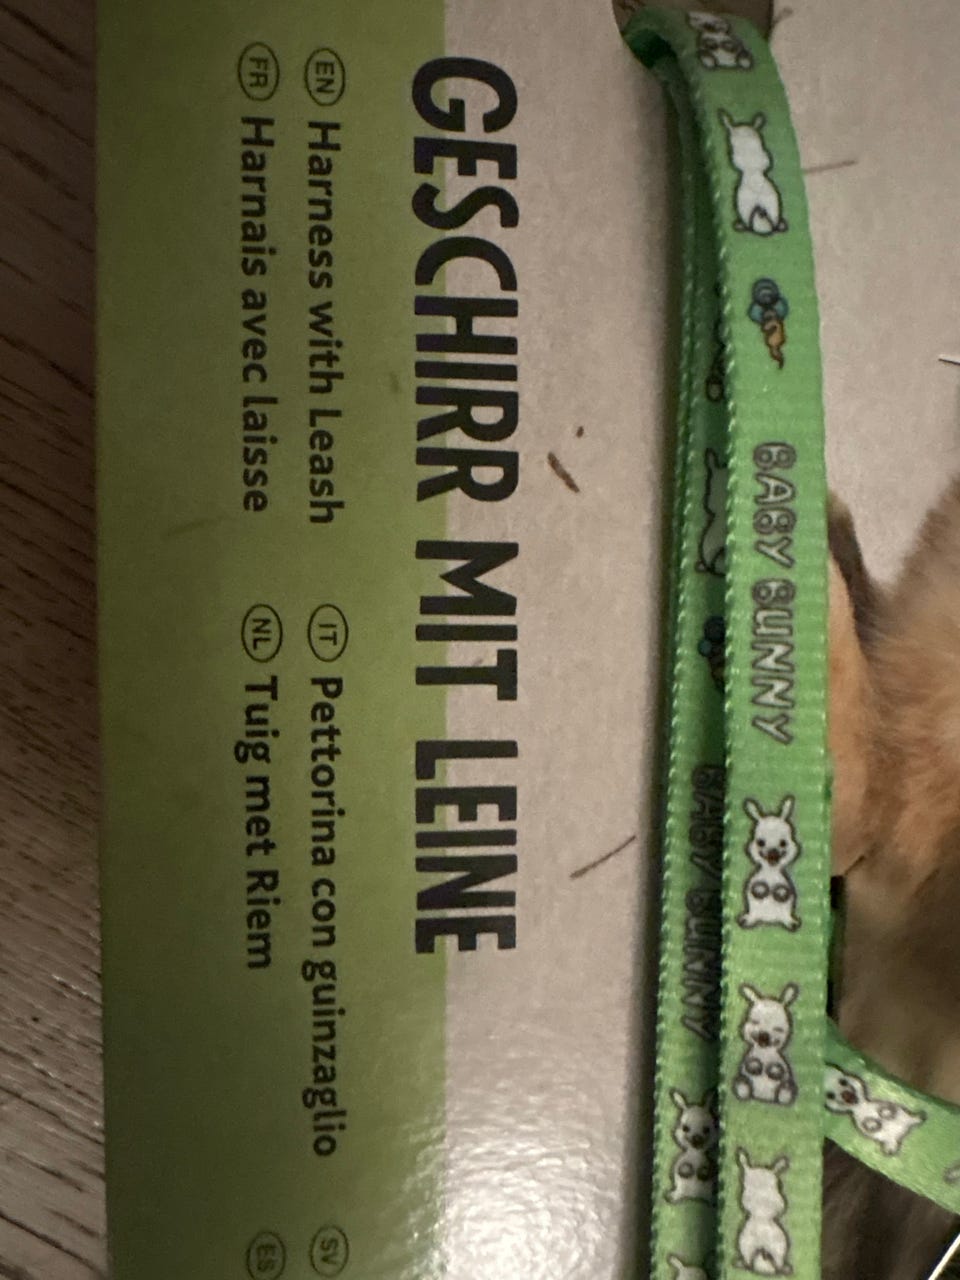 GESCHIRR MIT LEINE
EN Harness with Leash
FR Harnais avec laisse
IT Pettorina con guinzaglio
NL Tuig met Riem
SV
ES
BABY BUNNY
BABY BUNNY